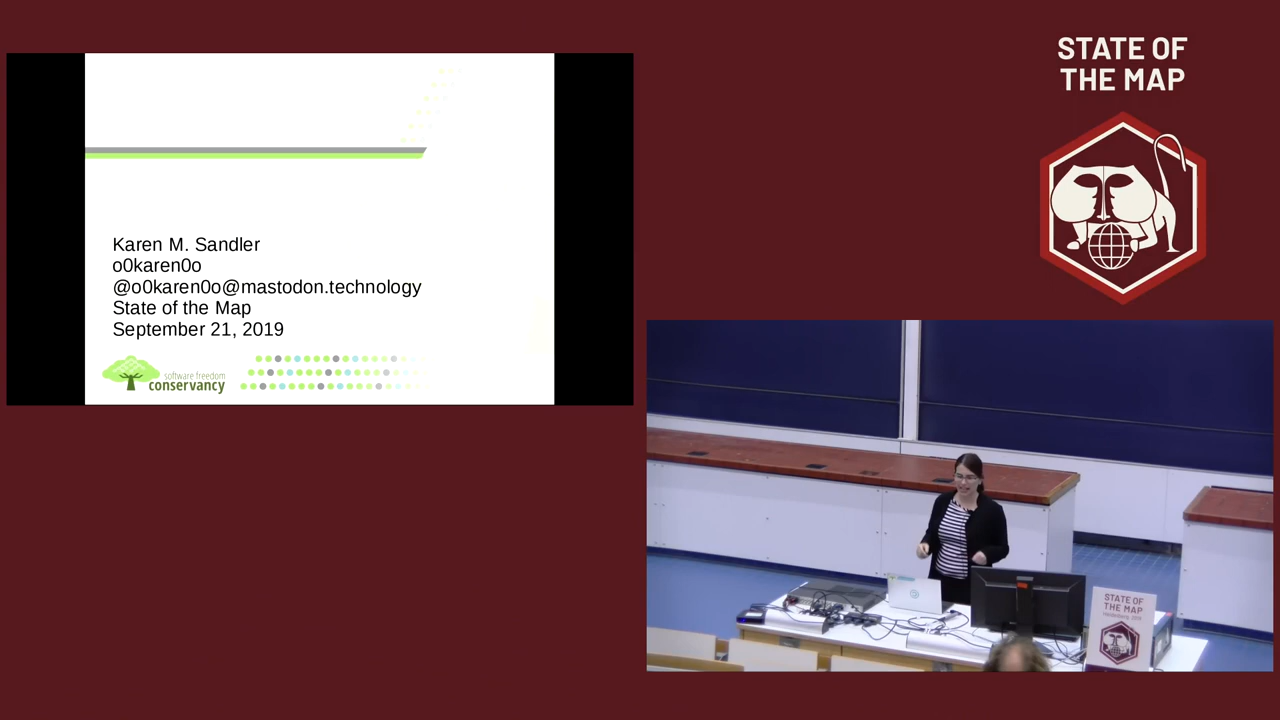 Karen M. Sandler
o0karen0o
@o0karen0o@mastodon.technology
State of the Map
September 21, 2019
software freedom
conservancy
STATE OF
THE MAP
STATE OF
THE MAP